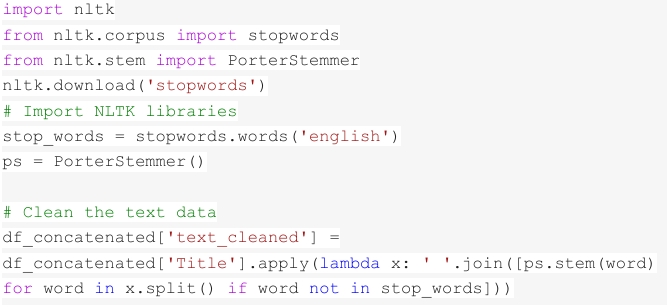 import nltk
from nltk.corpus import stopwords
from nltk.stem import PorterStemmer
nltk.download('stopwords')
# Import NLTK libraries
stop_words = stopwords.words('english')
ps = PorterStemmer()
# Clean the text data
df_concatenated['text_cleaned'] =
df_concatenated['Title'].apply(lambda x: ' '.join([ps.stem(word)
for word in x.split() if word not in stop_words]))